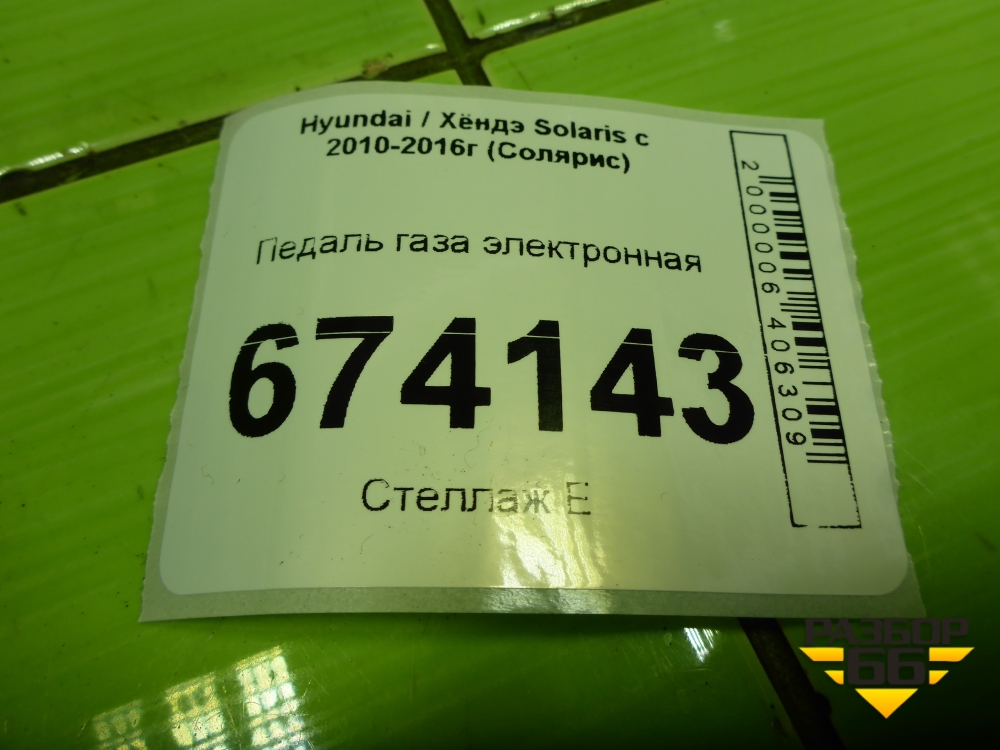 Hyundai / Хёндэ Solaris с
2010-2016г (Солярис)
Педаль газа электронная
674143
Стеллаж Е
2000006406309
РАЗБОР
66